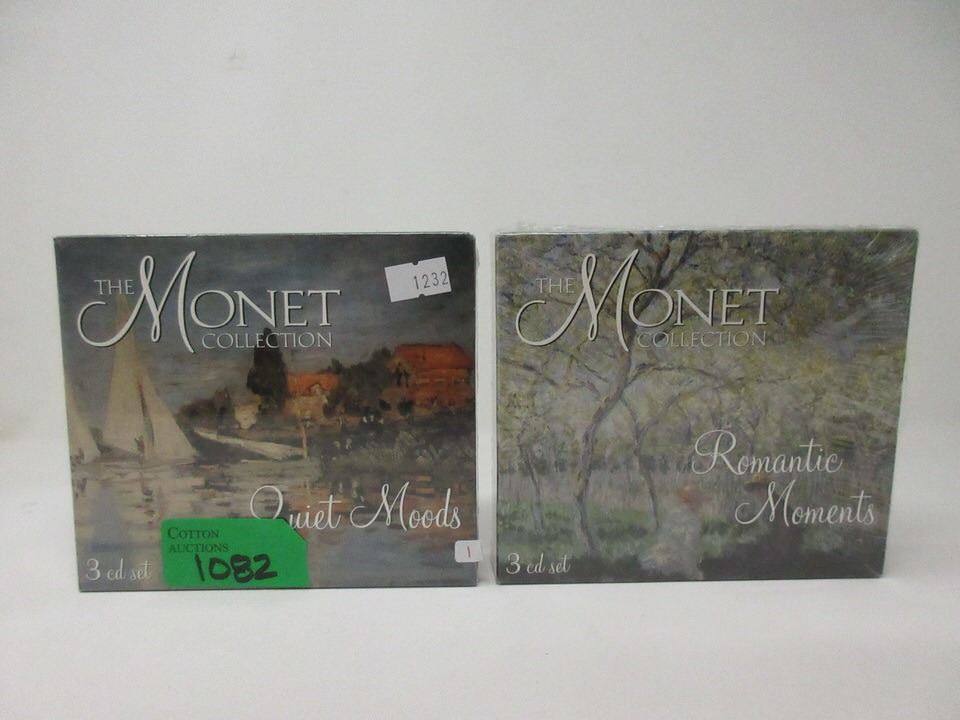 THE MONET
COLLECTION
1232
Quiet Moods
COTTON
AUCTIONS
1082
3 cd set
1
THE MONET
COLLECTION
Romantic
Moments
3 cd set